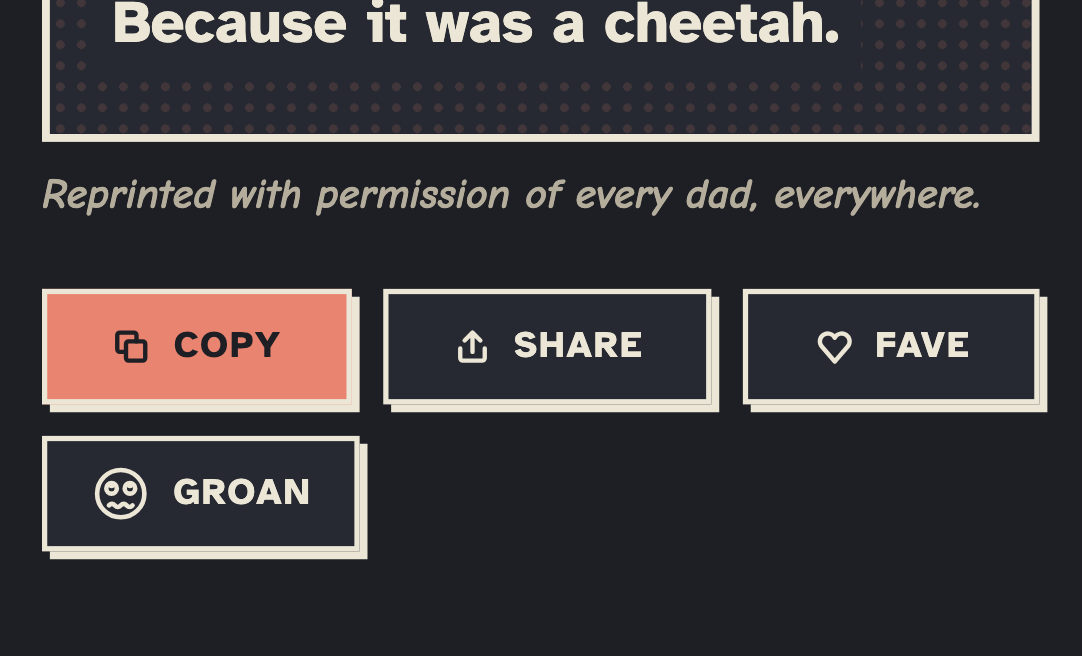 Because it was a cheetah.
Reprinted with permission of every dad, everywhere.
COPY
SHARE
FAVE
GROAN